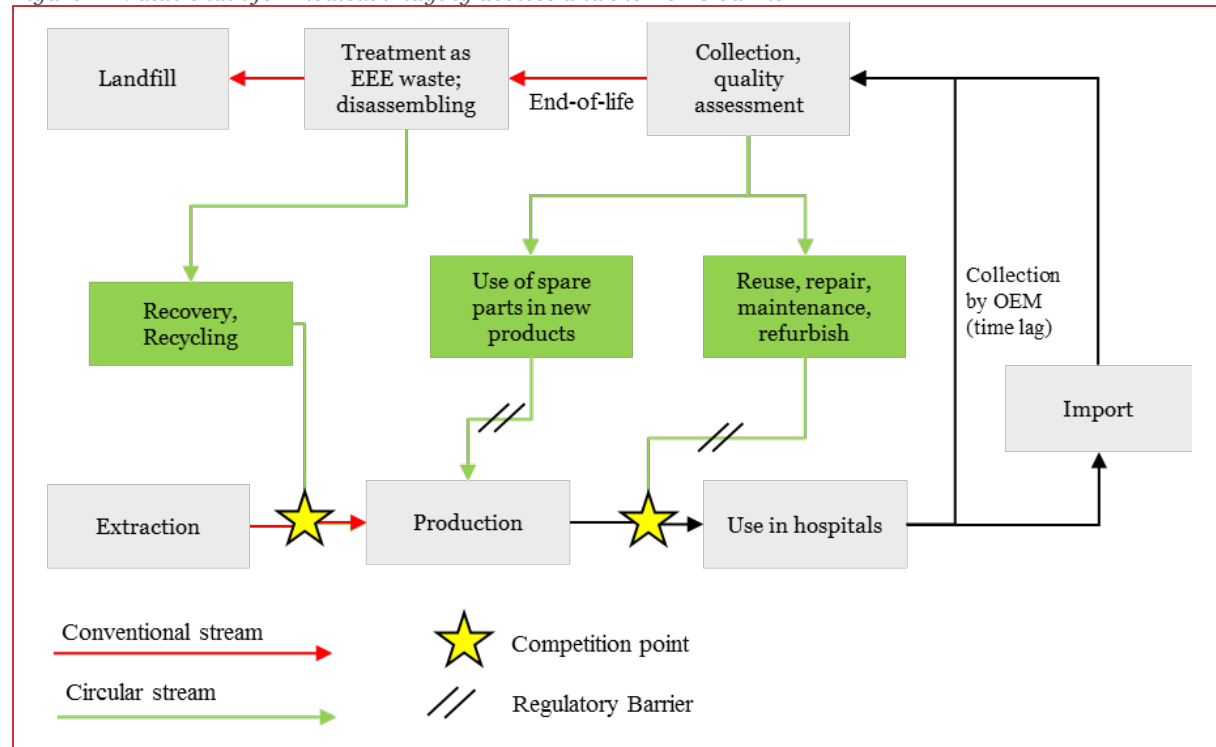 Landfill
Treatment as
EEE waste;
disassembling
End-of-life
Collection,
quality
assessment
Recovery,
Recycling
Use of spare
parts in new
products
Reuse, repair,
maintenance,
refurbish
Collection
by OEM
(time lag)
Import
Extraction
Production
Use in hospitals
Conventional stream
Competition point
Circular stream
Regulatory Barrier